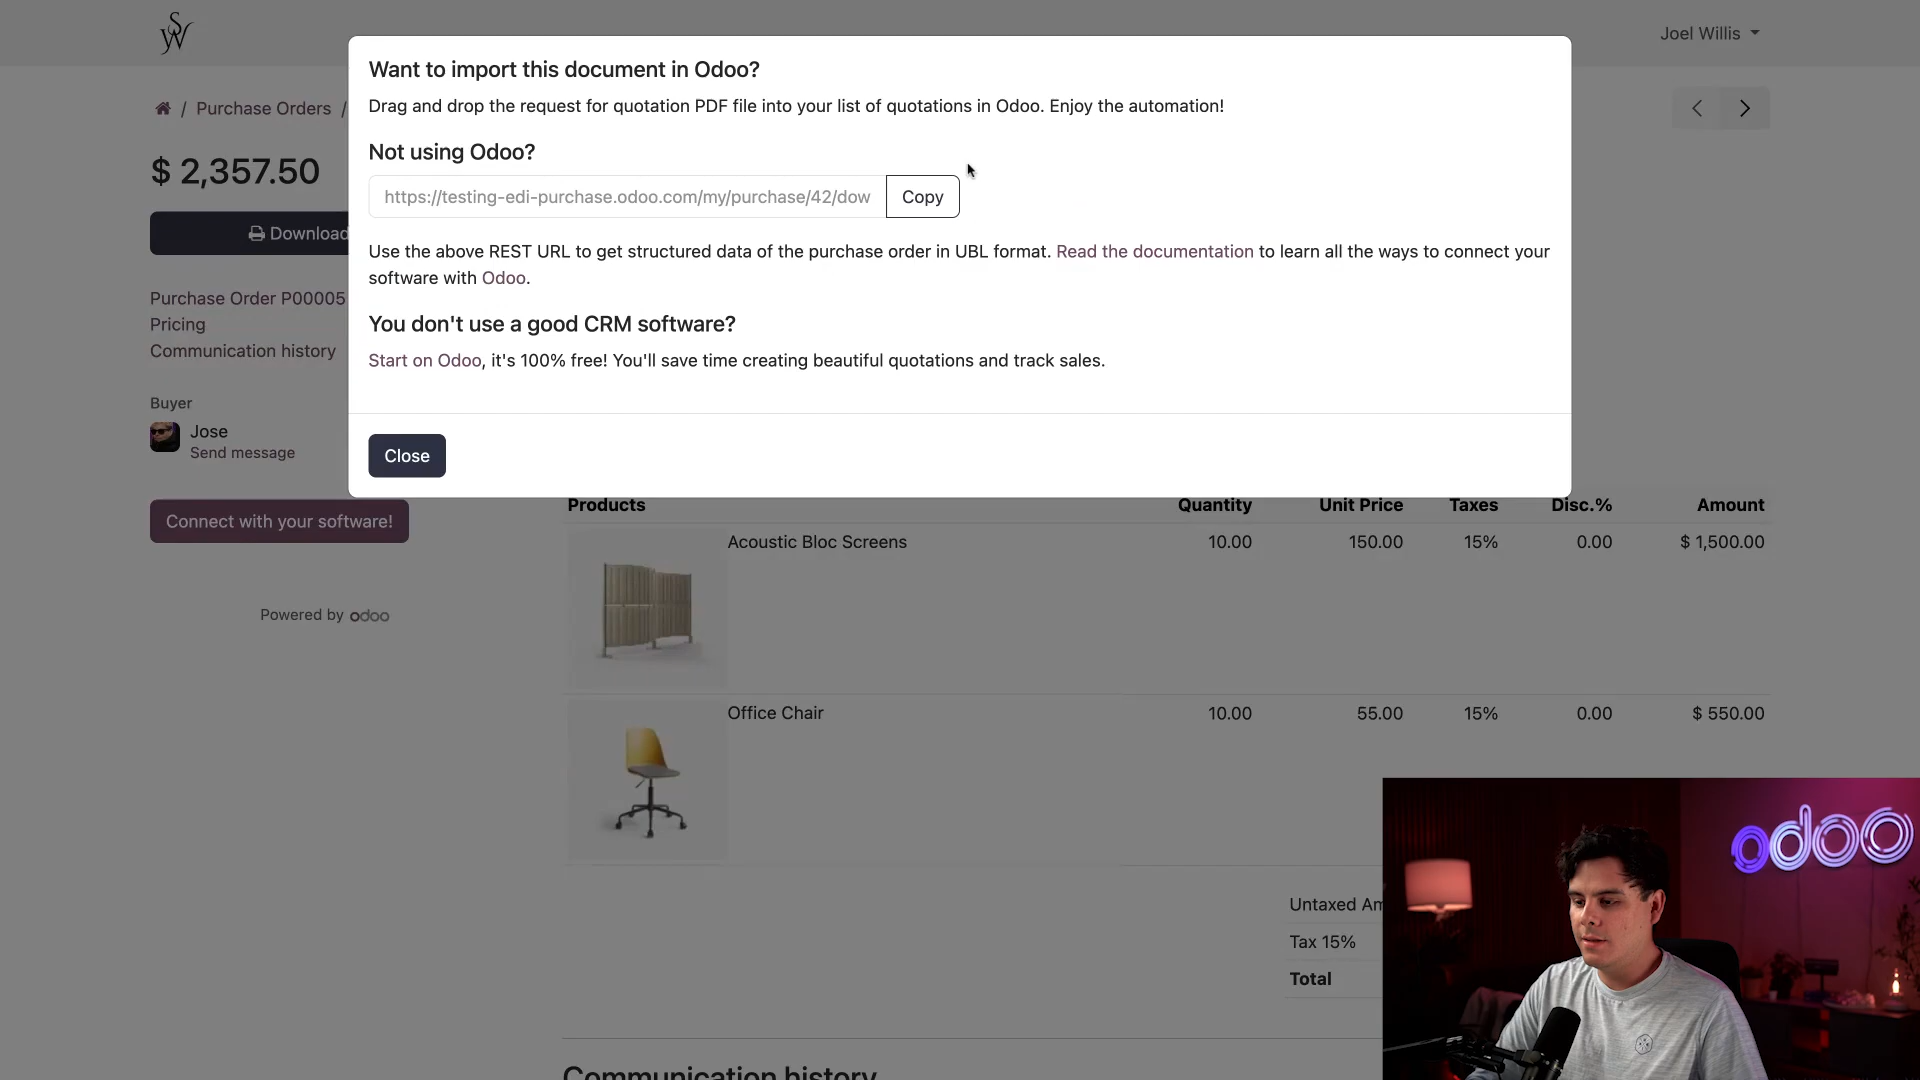 SW
Joel Willis
Want to import this document in Odoo?
Drag and drop the request for quotation PDF file into your list of quotations in Odoo. Enjoy the automation!
Not using Odoo?
https://testing-edi-purchase.odoo.com/my/purchase/42/dow
Copy
Use the above REST URL to get structured data of the purchase order in UBL format. Read the documentation to learn all the ways to connect your
software with Odoo.
You don't use a good CRM software?
Start on Odoo, it's 100% free! You'll save time creating beautiful quotations and track sales.
Close
/ Purchase Orders /
$ 2,357.50
Download
Purchase Order P00005
Pricing
Communication history
Buyer
Jose
Send message
Connect with your software!
Powered by odoo
Products Quantity Unit Price Taxes Disc.% Amount
Acoustic Bloc Screens 10.00 150.00 15% 0.00 $ 1,500.00
Office Chair 10.00 55.00 15% 0.00 $ 550.00
Untaxed Am
Tax 15%
Total
Communication history
odoo